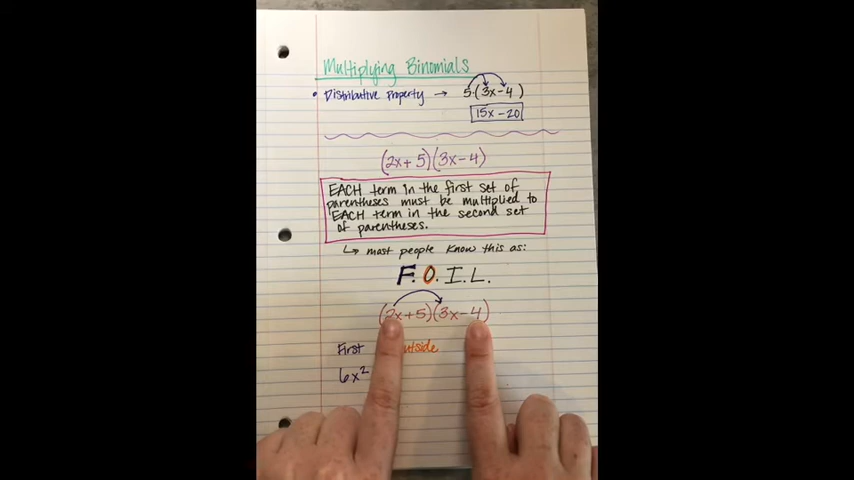 Multiplying Binomials
• Distributive Property → 5·(3x-4)
15x-20
(2x+5)(3x-4)
EACH term in the first set of
parentheses must be multiplied to
EACH term in the second set
of parentheses.
↳ most people know this as:
F.O.I.L.
(2x+5)(3x-4)
First utside
6x²